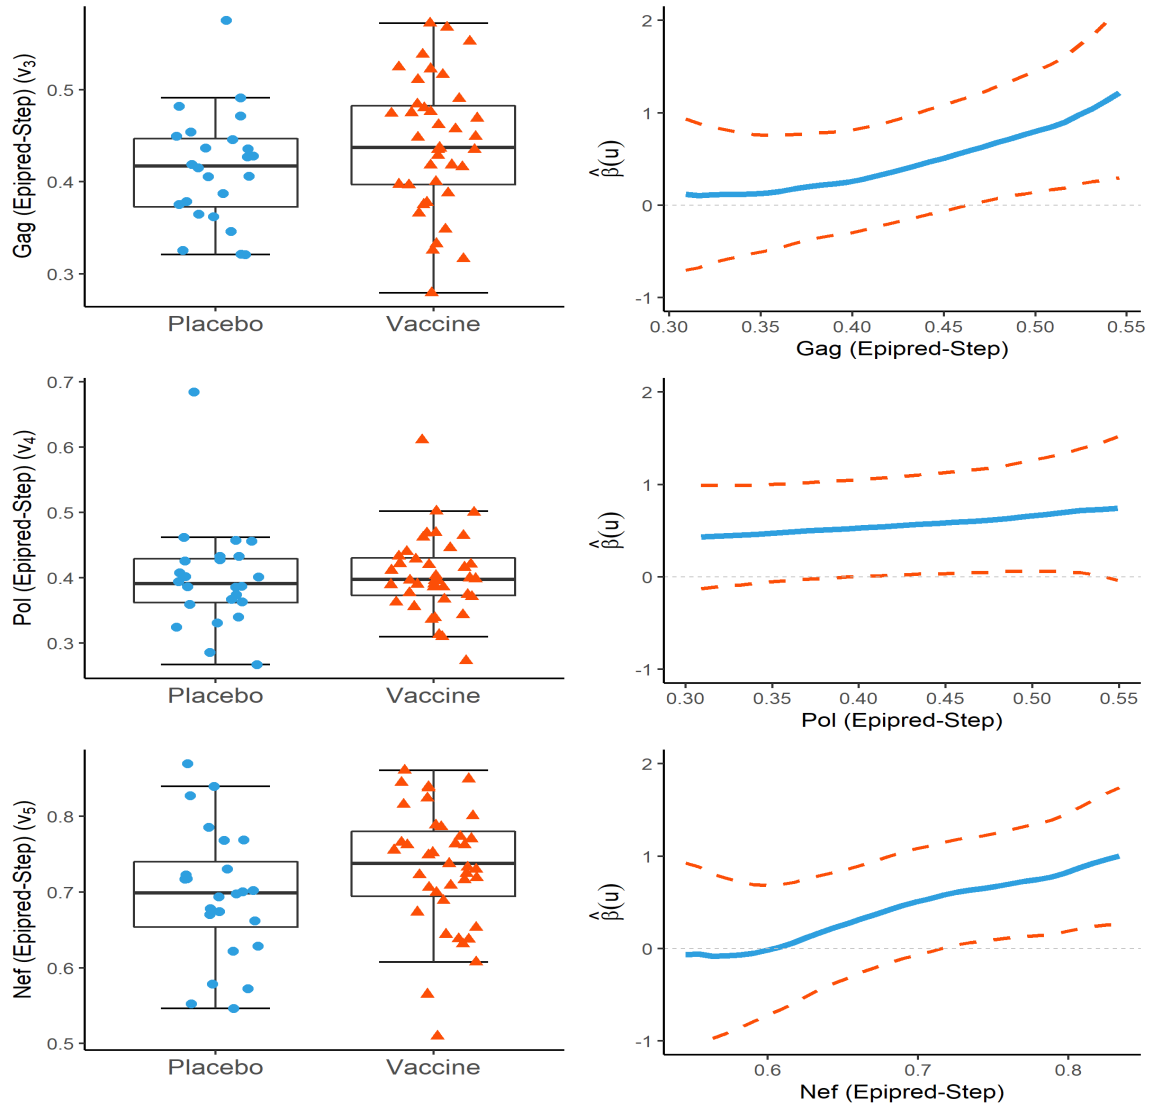 Gag (Epipred-Step) (v3)
0.5
0.4
0.3
Placebo
Vaccine
β̂(u)
2
1
0
-1
0.30 0.35 0.40 0.45 0.50 0.55
Gag (Epipred-Step)
Pol (Epipred-Step) (v4)
0.7
0.6
0.5
0.4
0.3
Placebo
Vaccine
β̂(u)
2
1
0
-1
0.30 0.35 0.40 0.45 0.50 0.55
Pol (Epipred-Step)
Nef (Epipred-Step) (v5)
0.8
0.7
0.6
0.5
Placebo
Vaccine
β̂(u)
2
1
0
-1
0.6 0.7 0.8
Nef (Epipred-Step)